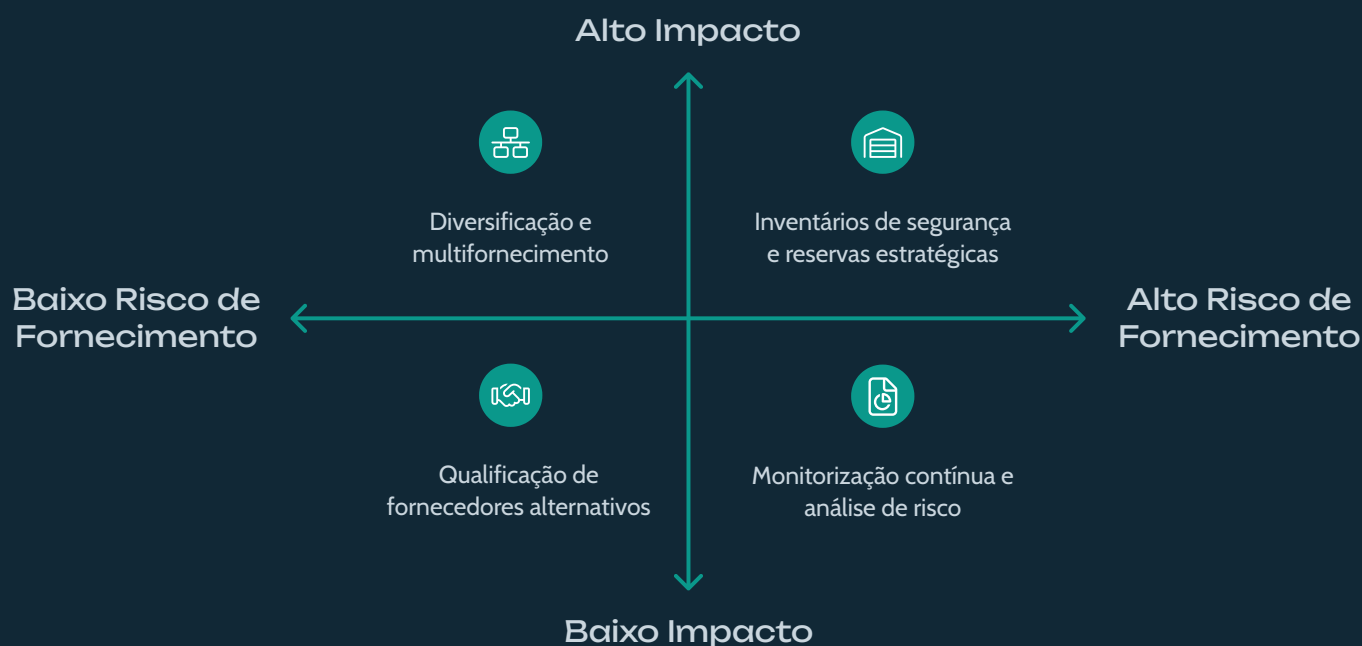 Alto Impacto
Diversificação e
multifornecimento
Inventários de segurança
e reservas estratégicas
Baixo Risco de
Fornecimento
Alto Risco de
Fornecimento
Qualificação de
fornecedores alternativos
Monitorização contínua e
análise de risco
Baixo Impacto